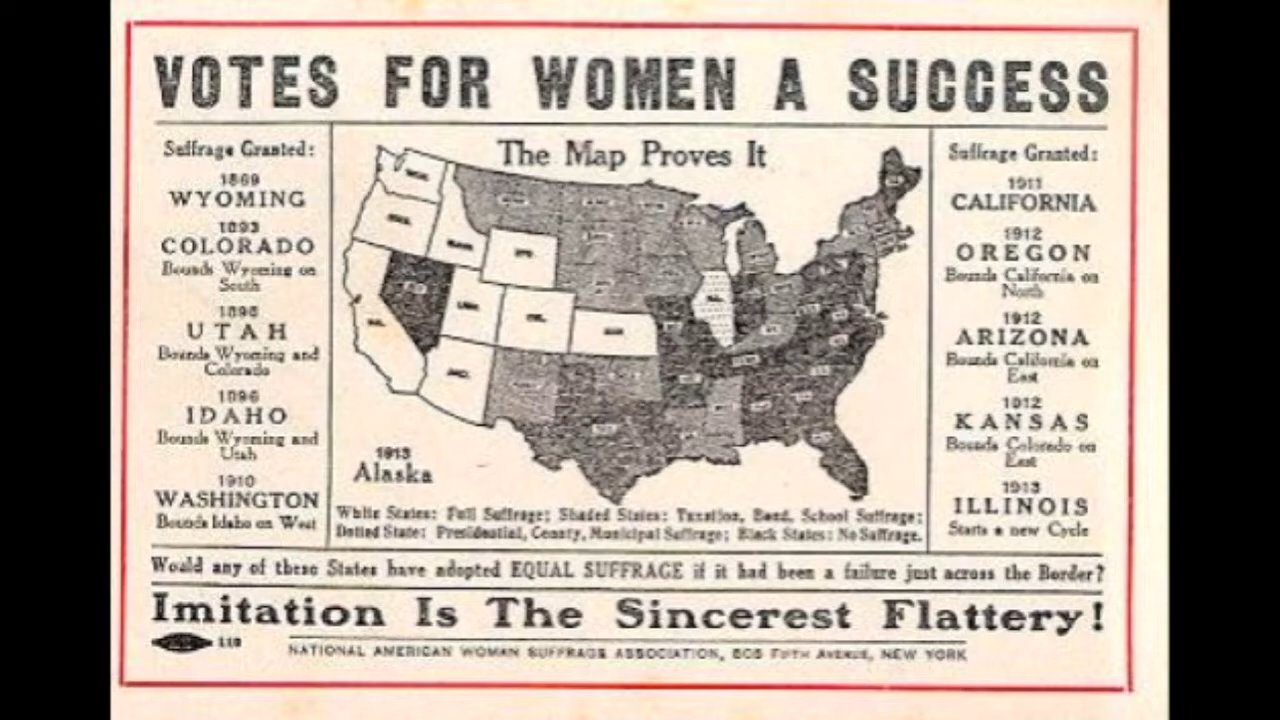 VOTES FOR WOMEN A SUCCESS
Suffrage Granted:
1869
WYOMING
1893
COLORADO
Bounds Wyoming on
South
1896
UTAH
Bounds Wyoming and
Colorado
1896
IDAHO
Bounds Wyoming and
Utah
1910
WASHINGTON
Bounds Idaho on West
The Map Proves It
1913
Alaska
White States: Full Suffrage; Shaded States: Taxation, Bond, School Suffrage;
Dotted State: Presidential, County, Municipal Suffrage; Black States: No Suffrage.
Suffrage Granted:
1911
CALIFORNIA
1912
OREGON
Bounds California on
North
1912
ARIZONA
Bounds California on
East
1912
KANSAS
Bounds Colorado on
East
1913
ILLINOIS
Starts a new Cycle
Would any of these States have adopted EQUAL SUFFRAGE if it had been a failure just across the Border?
Imitation Is The Sincerest Flattery!
NATIONAL AMERICAN WOMAN SUFFRAGE ASSOCIATION, 505 FIFTH AVENUE, NEW YORK